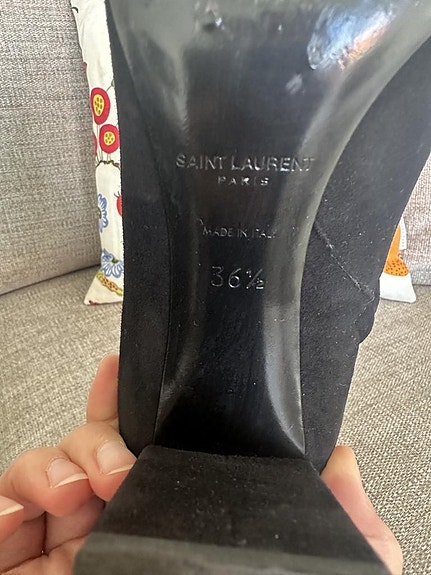 SAINT LAURENT
PARIS
MADE IN ITALY
36½